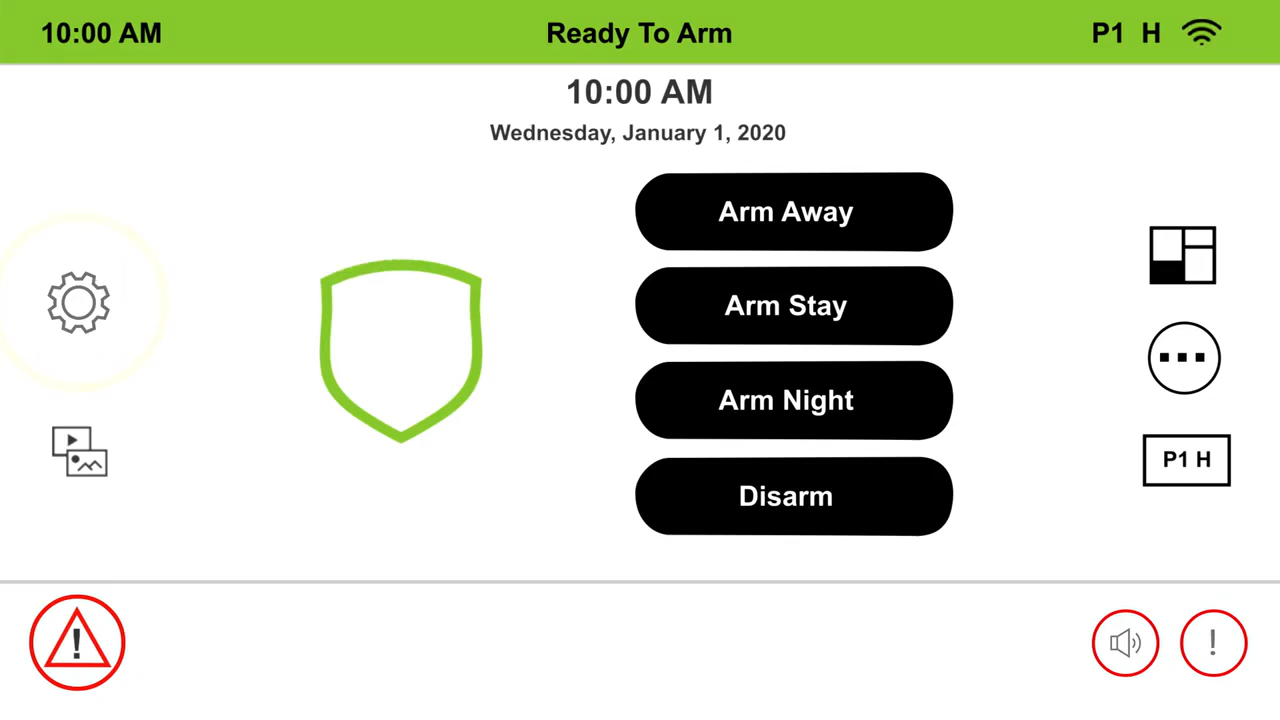 10:00 AM Ready To Arm P1 H
10:00 AM
Wednesday, January 1, 2020
Arm Away
Arm Stay
Arm Night
Disarm
P1 H